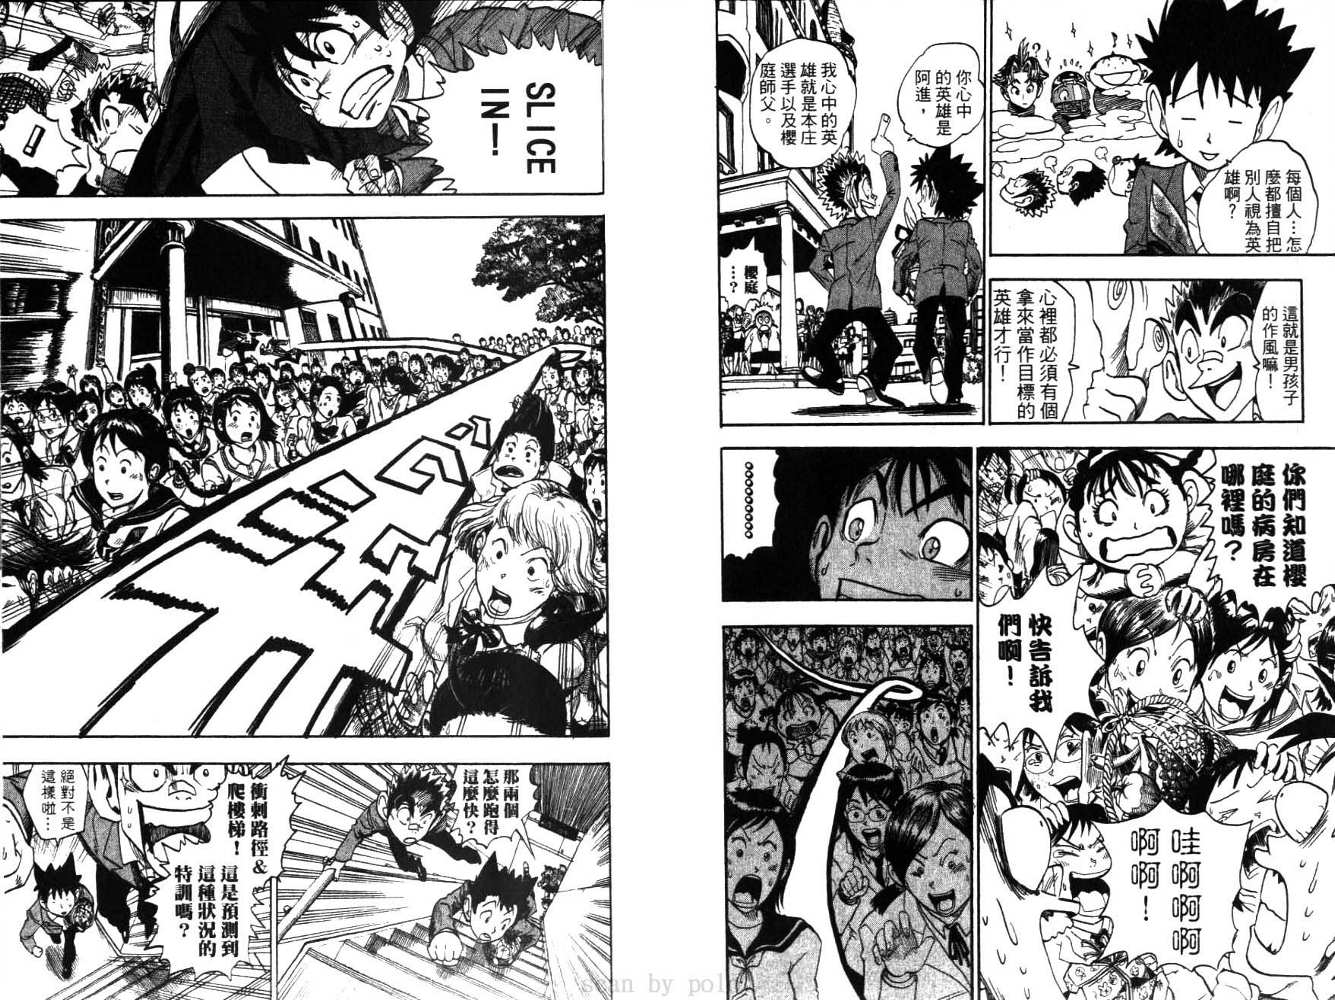 每個人…怎
麼都擅自把
別人視為英
雄啊？
你心中
的英雄是
阿進，
我心中的英
雄就是本庄
選手以及櫻
庭師父。
櫻庭
…？
這就是男孩子
的作風嘛！
心裡都必須有個
拿來當作目標的
英雄才行！
你們知道櫻
庭的病房在
哪裡嗎？
快告訴我
們啊！
哇啊啊啊
啊啊！
………
SLICE
IN！
！
那兩個
怎麼跑得
這麼快？
衝刺路徑&
爬樓梯！
這是預測到
這種狀況的
特訓嗎？
絕對不是
這樣啦…
scan by pol